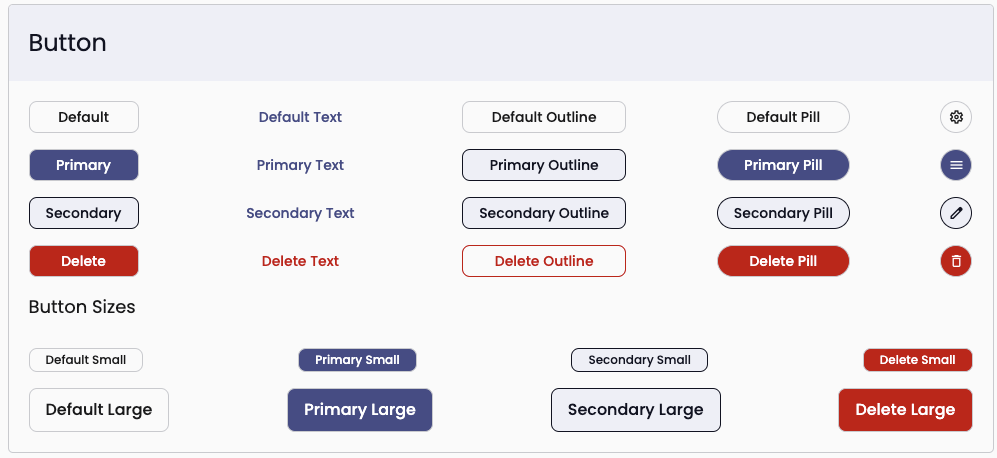 Button
Default Default Text Default Outline Default Pill
Primary Primary Text Primary Outline Primary Pill
Secondary Secondary Text Secondary Outline Secondary Pill
Delete Delete Text Delete Outline Delete Pill
Button Sizes
Default Small Primary Small Secondary Small Delete Small
Default Large Primary Large Secondary Large Delete Large